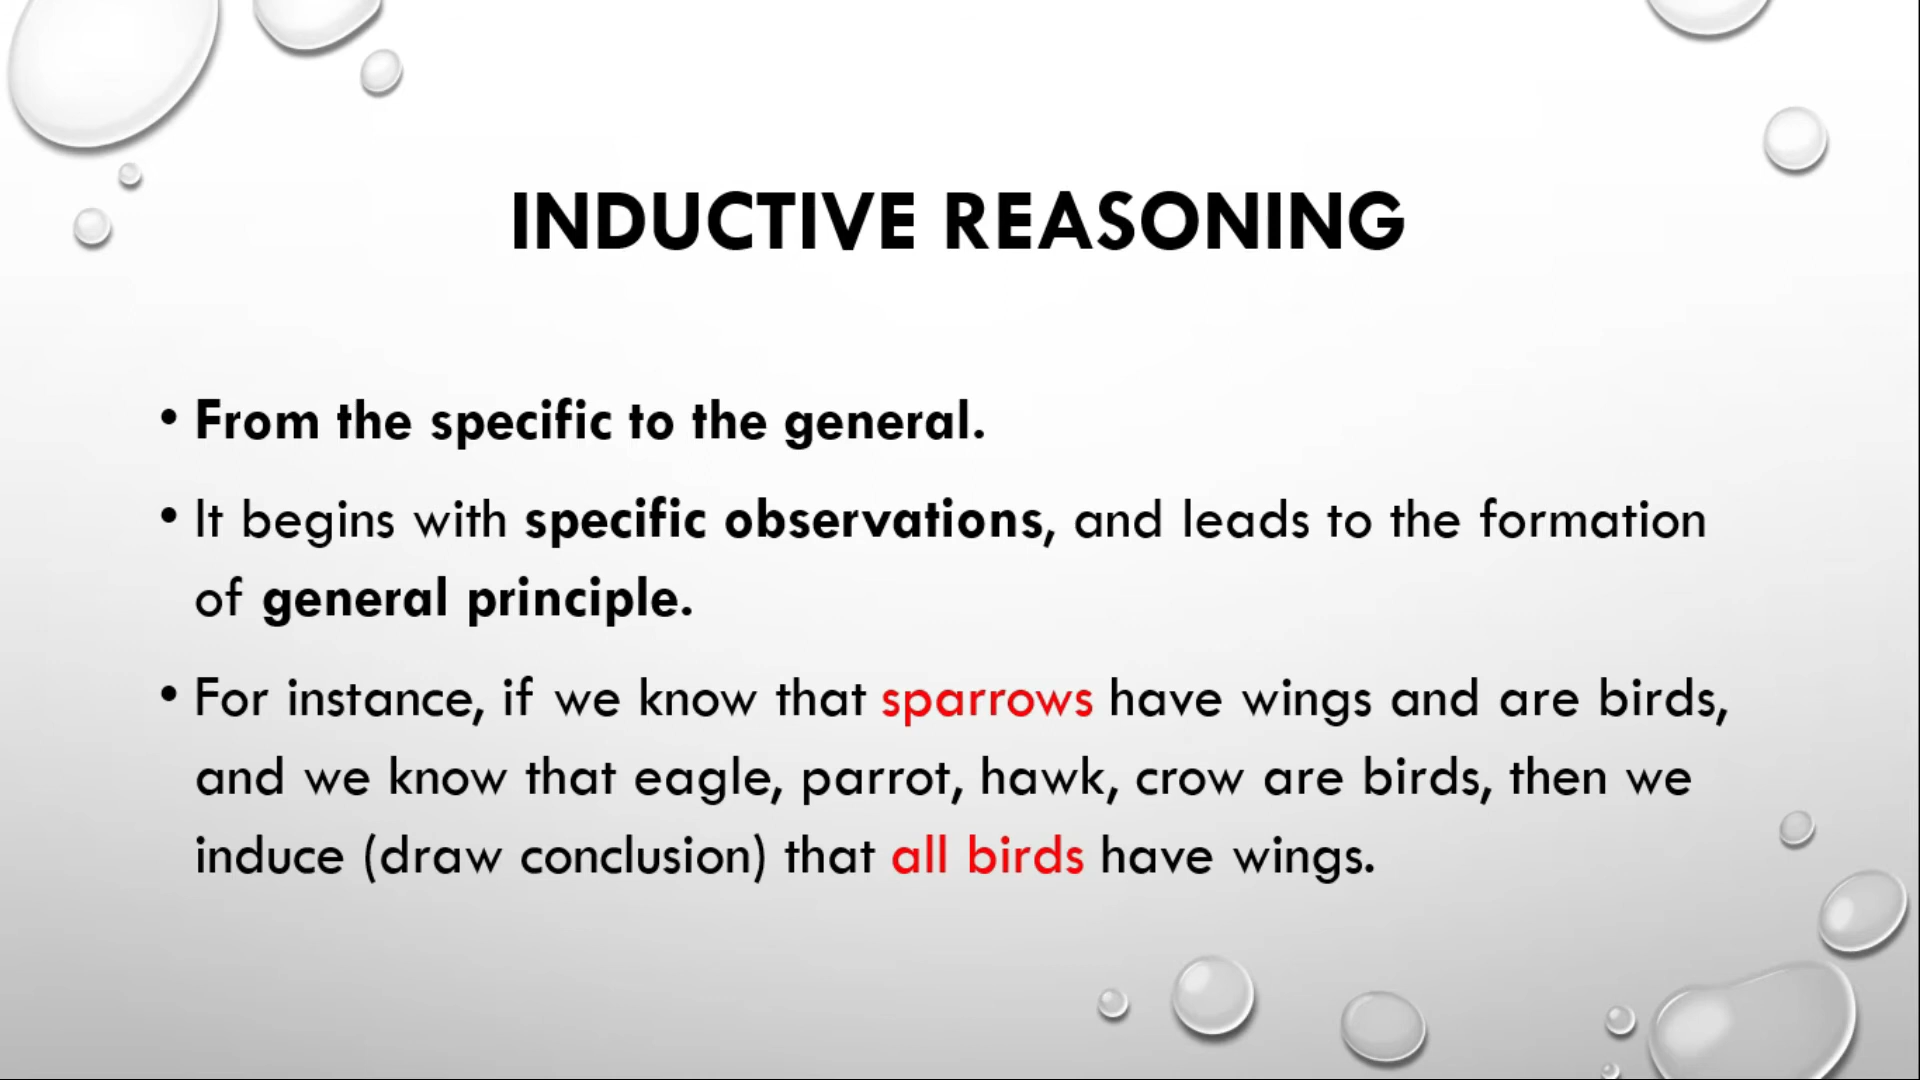 INDUCTIVE REASONING
• From the specific to the general.
• It begins with specific observations, and leads to the formation
of general principle.
• For instance, if we know that sparrows have wings and are birds,
and we know that eagle, parrot, hawk, crow are birds, then we
induce (draw conclusion) that all birds have wings.